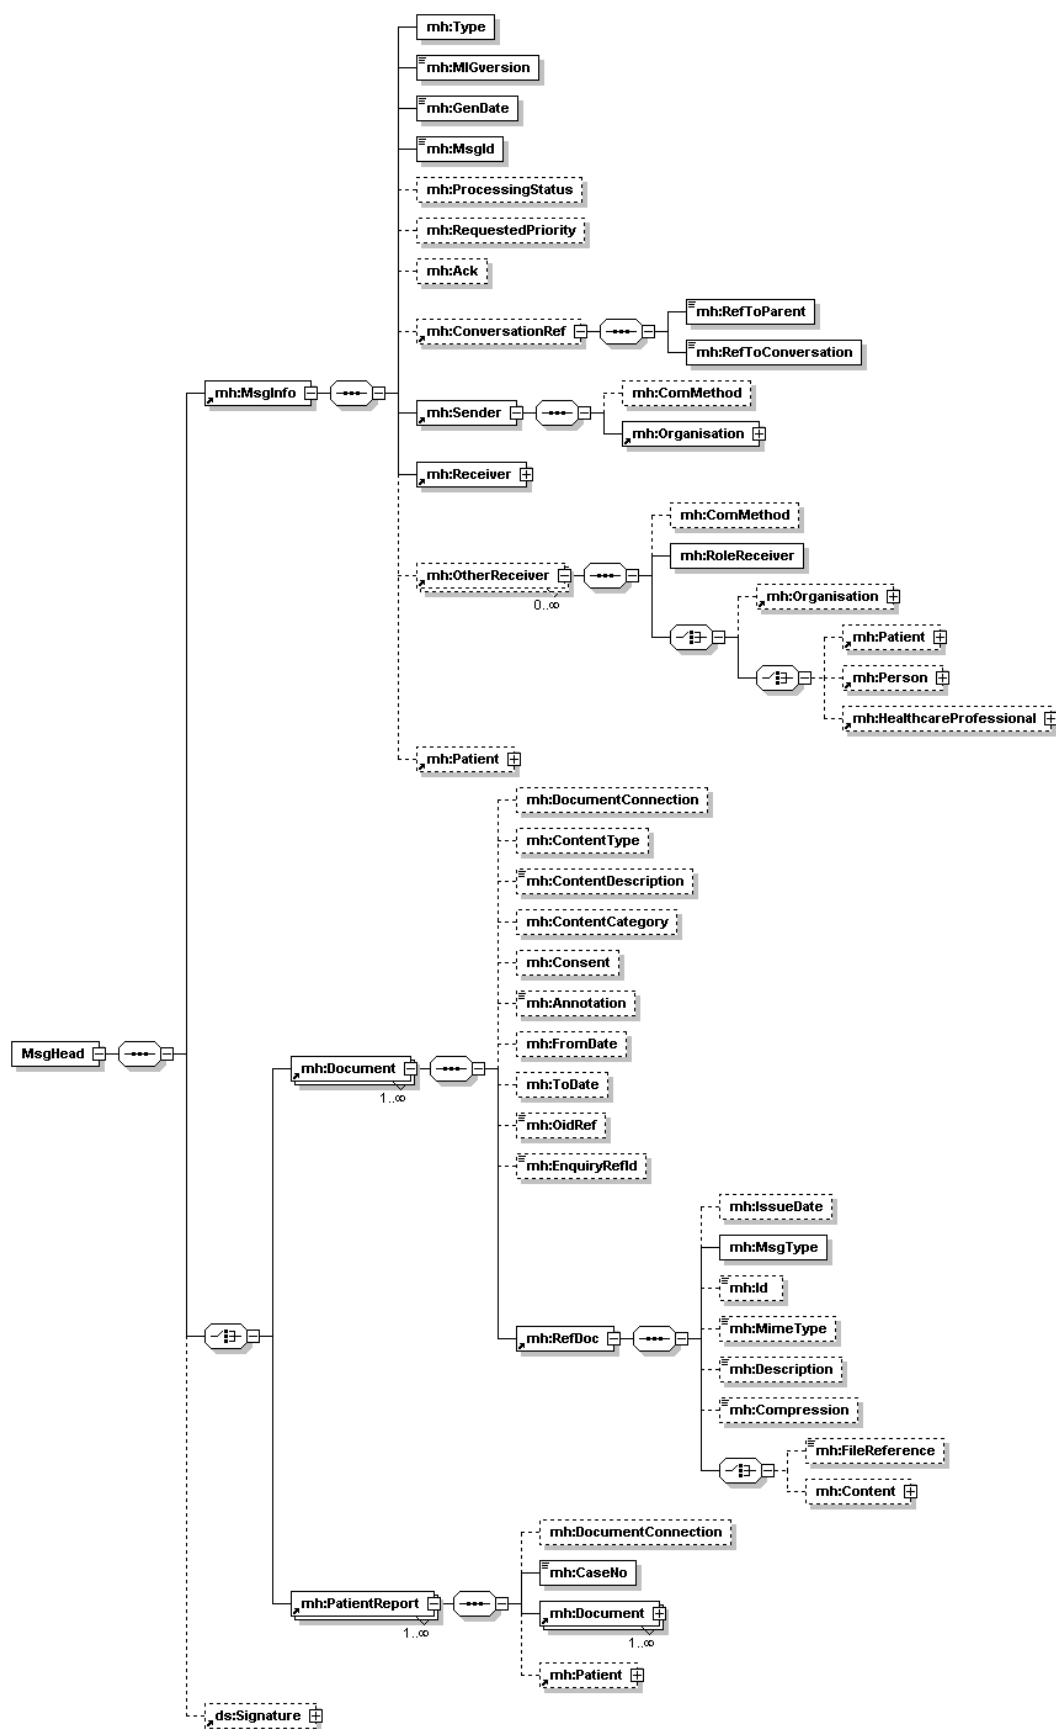 mh:Type
mh:MIGversion
mh:GenDate
mh:MsgId
mh:ProcessingStatus
mh:RequestedPriority
mh:Ack
mh:ConversationRef
mh:RefToParent
mh:RefToConversation
mh:MsgInfo
mh:Sender
mh:ComMethod
mh:Organisation
mh:Receiver
mh:OtherReceiver
0..∞
mh:ComMethod
mh:RoleReceiver
mh:Organisation
mh:Patient
mh:Person
mh:HealthcareProfessional
mh:Patient
MsgHead
mh:Document
1..∞
mh:DocumentConnection
mh:ContentType
mh:ContentDescription
mh:ContentCategory
mh:Consent
mh:Annotation
mh:FromDate
mh:ToDate
mh:OidRef
mh:EnquiryRefId
mh:RefDoc
mh:IssueDate
mh:MsgType
mh:Id
mh:MimeType
mh:Description
mh:Compression
mh:FileReference
mh:Content
mh:PatientReport
1..∞
mh:DocumentConnection
mh:CaseNo
mh:Document
1..∞
mh:Patient
ds:Signature